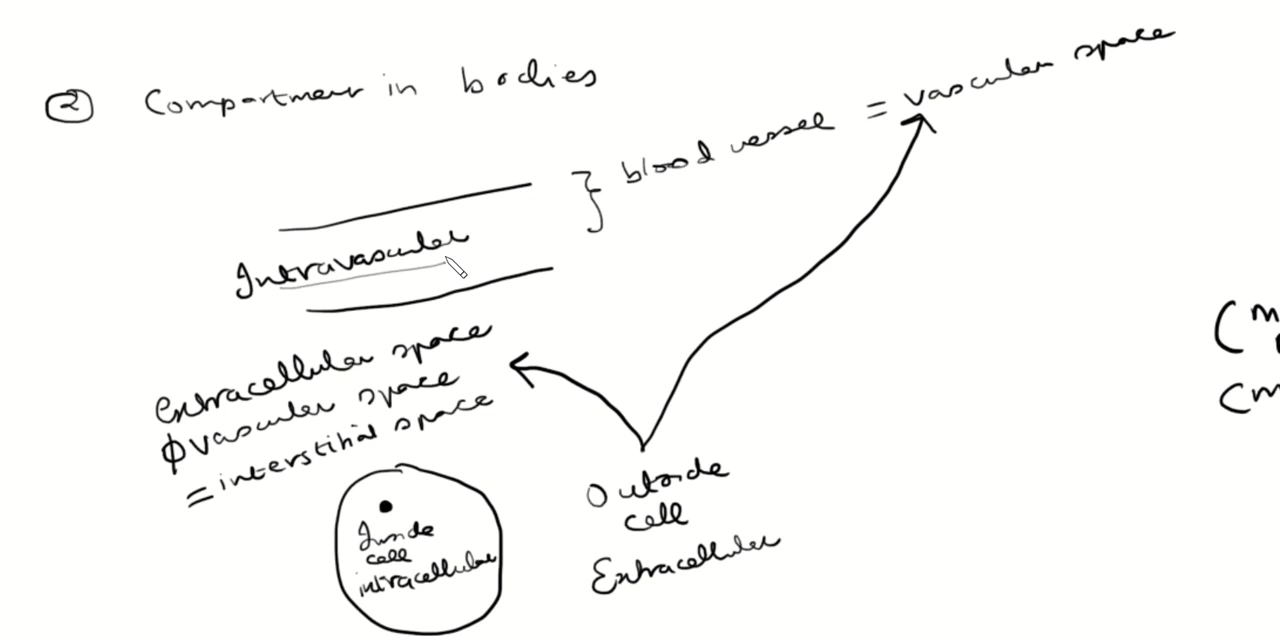 ② Compartment in bodies
} blood vessel = vascular space
Intravascular
Extracellular space
ϕ vascular space
= interstitial space
Inside
cell
intracellular
Outside
cell
Extracellular
(m
(m